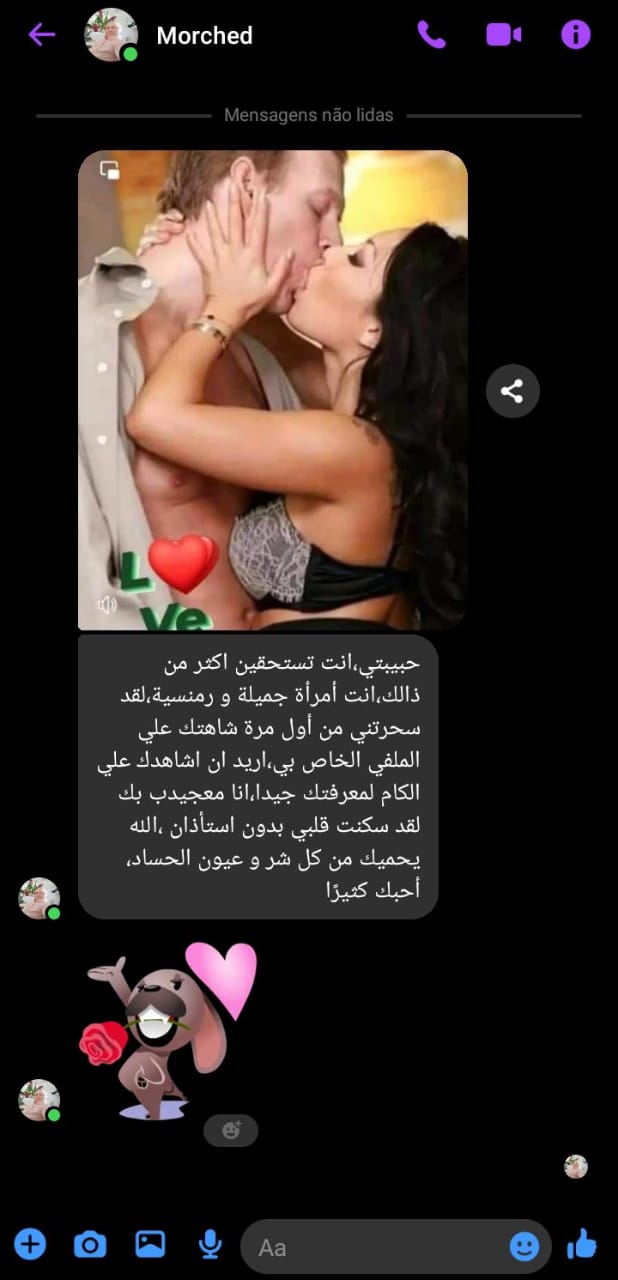 Morched
Mensagens não lidas
L
Ve
حبيبتي،انت تستحقين اكثر من
ذالك،انت أمرأة جميلة و رمنسية،لقد
سحرتني من أول مرة شاهتك علي
الملفي الخاص بي،اريد ان اشاهدك علي
الكام لمعرفتك جيدا،انا معجيدب بك
لقد سكنت قلبي بدون استأذان ،الله
يحميك من كل شر و عيون الحساد،
أحبك كثيرًا
Aa